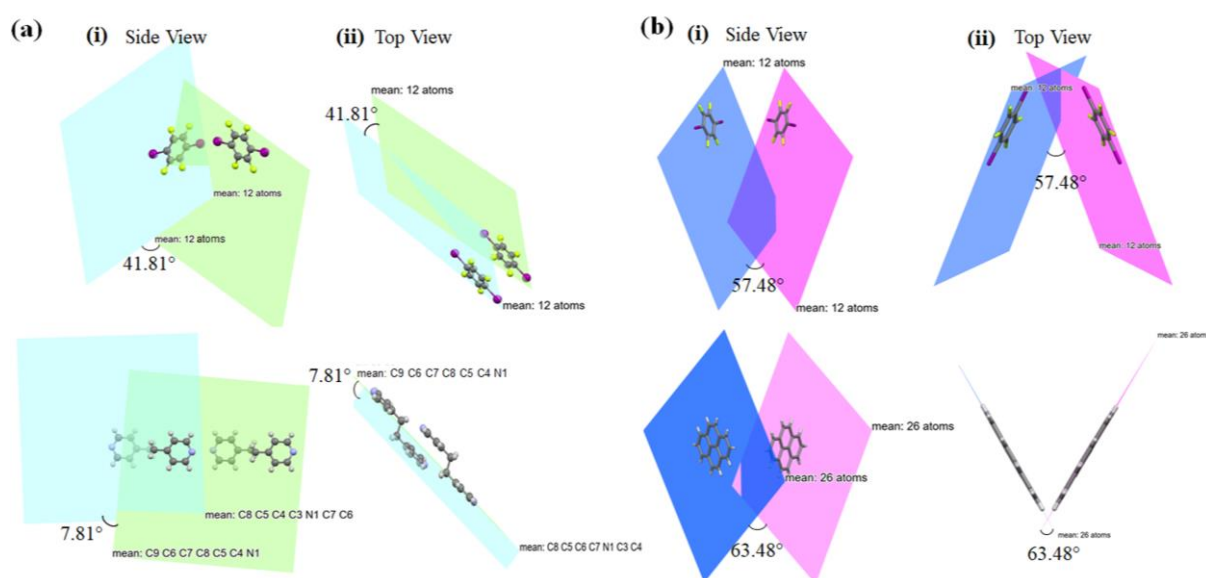 (a)
(i) Side View
(ii) Top View
mean: 12 atoms
41.81°
mean: 12 atoms
mean: 12 atoms
41.81°
mean: 12 atoms
7.81°
mean: C9 C6 C7 C8 C5 C4 N1
mean: C8 C5 C4 C3 N1 C7 C6
7.81°
mean: C9 C6 C7 C8 C5 C4 N1
mean: C8 C5 C6 C7 N1 C3 C4
(b)
(i) Side View
(ii) Top View
mean: 12 atoms
mean: 12 atoms
57.48°
mean: 12 atoms
57.48°
mean: 12 atoms
mean: 26 atoms
mean: 26 atoms
mean: 26 atoms
63.48°
mean: 26 atoms
63.48°